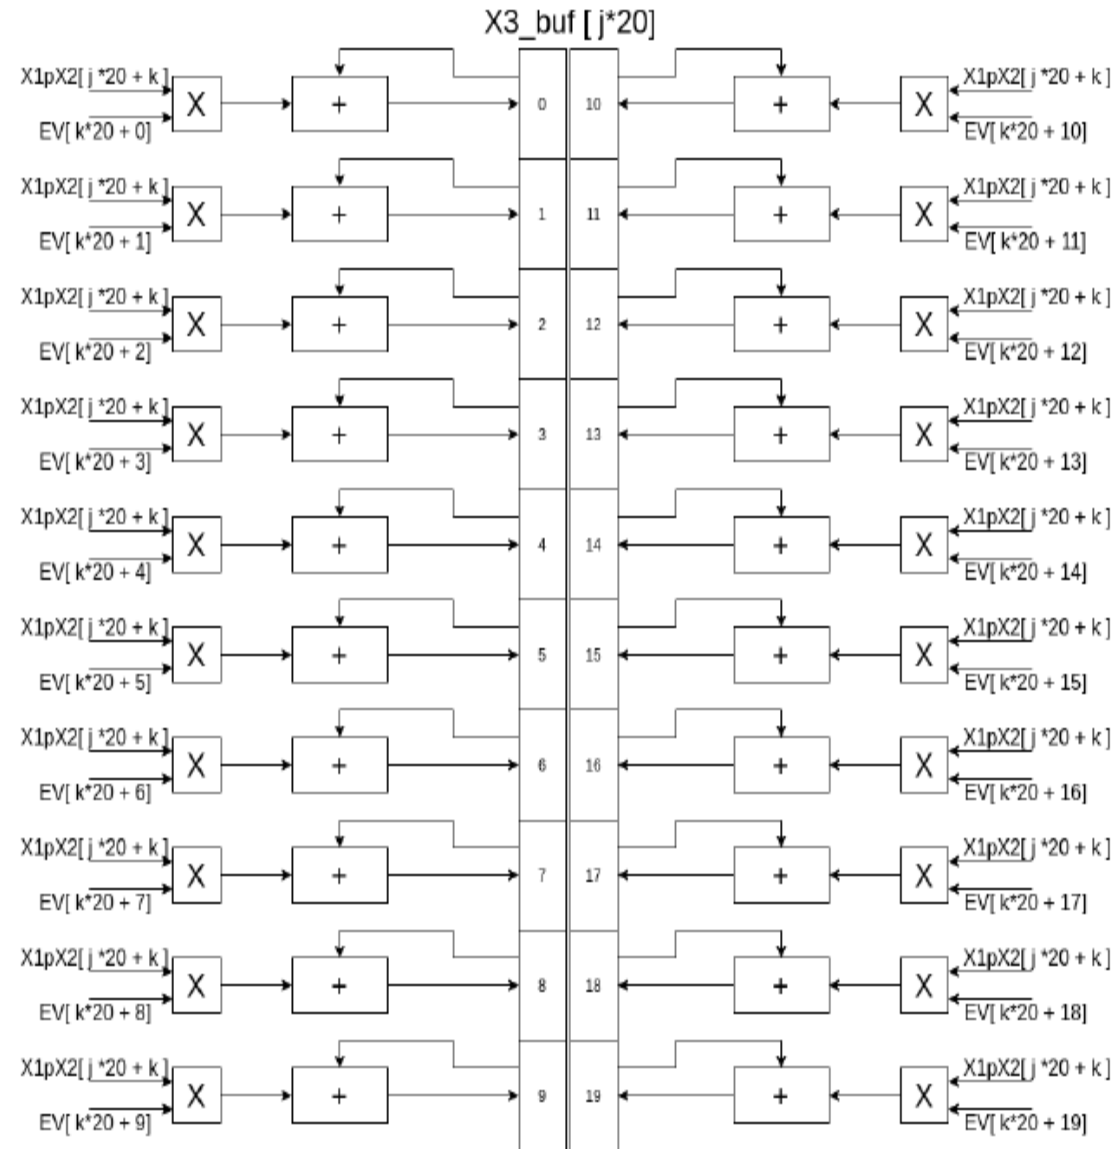 X3_buf [ j*20]
X1pX2[ j *20 + k ]
X
EV[ k*20 + 0]
+
0
10
+
X
X1pX2[ j *20 + k ]
EV[ k*20 + 10]
X1pX2[ j *20 + k ]
X
EV[ k*20 + 1]
+
1
11
+
X
X1pX2[ j *20 + k ]
EV[ k*20 + 11]
X1pX2[ j *20 + k ]
X
EV[ k*20 + 2]
+
2
12
+
X
X1pX2[ j *20 + k ]
EV[ k*20 + 12]
X1pX2[ j *20 + k ]
X
EV[ k*20 + 3]
+
3
13
+
X
X1pX2[ j *20 + k ]
EV[ k*20 + 13]
X1pX2[ j *20 + k ]
X
EV[ k*20 + 4]
+
4
14
+
X
X1pX2[ j *20 + k ]
EV[ k*20 + 14]
X1pX2[ j *20 + k ]
X
EV[ k*20 + 5]
+
5
15
+
X
X1pX2[ j *20 + k ]
EV[ k*20 + 15]
X1pX2[ j *20 + k ]
X
EV[ k*20 + 6]
+
6
16
+
X
X1pX2[ j *20 + k ]
EV[ k*20 + 16]
X1pX2[ j *20 + k ]
X
EV[ k*20 + 7]
+
7
17
+
X
X1pX2[ j *20 + k ]
EV[ k*20 + 17]
X1pX2[ j *20 + k ]
X
EV[ k*20 + 8]
+
8
18
+
X
X1pX2[ j *20 + k ]
EV[ k*20 + 18]
X1pX2[ j *20 + k ]
X
EV[ k*20 + 9]
+
9
19
+
X
X1pX2[ j *20 + k ]
EV[ k*20 + 19]